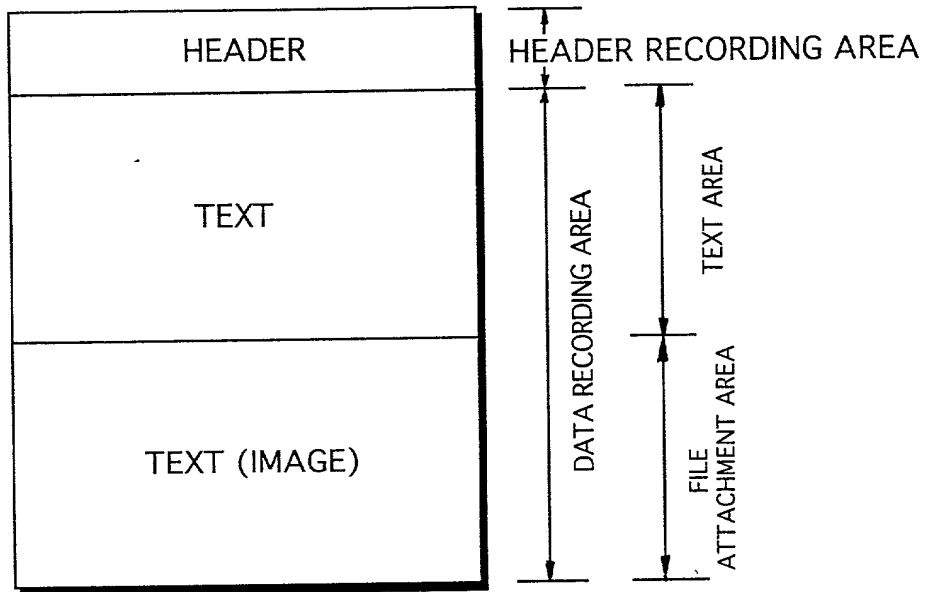 HEADER
HEADER RECORDING AREA
TEXT
TEXT AREA
DATA RECORDING AREA
TEXT (IMAGE)
FILE
ATTACHMENT AREA